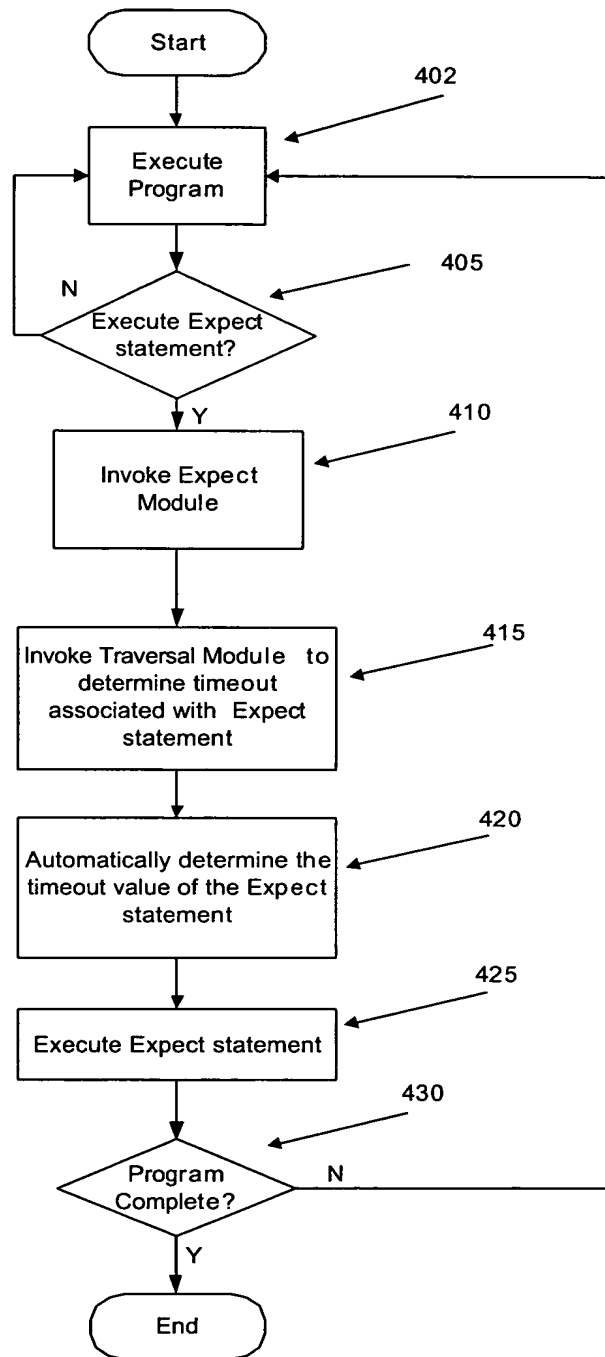 Start
402
Execute
Program
405
N
Execute Expect
statement?
Y
410
Invoke Expect
Module
415
Invoke Traversal Module to
determine timeout
associated with Expect
statement
420
Automatically determine the
timeout value of the Expect
statement
425
Execute Expect statement
430
Program
Complete?
N
Y
End